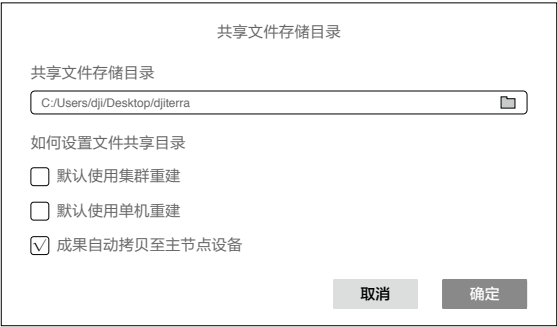 共享文件存储目录
共享文件存储目录
C:/Users/dji/Desktop/djiterra
如何设置文件共享目录
默认使用集群重建
默认使用单机重建
成果自动拷贝至主节点设备
取消 确定